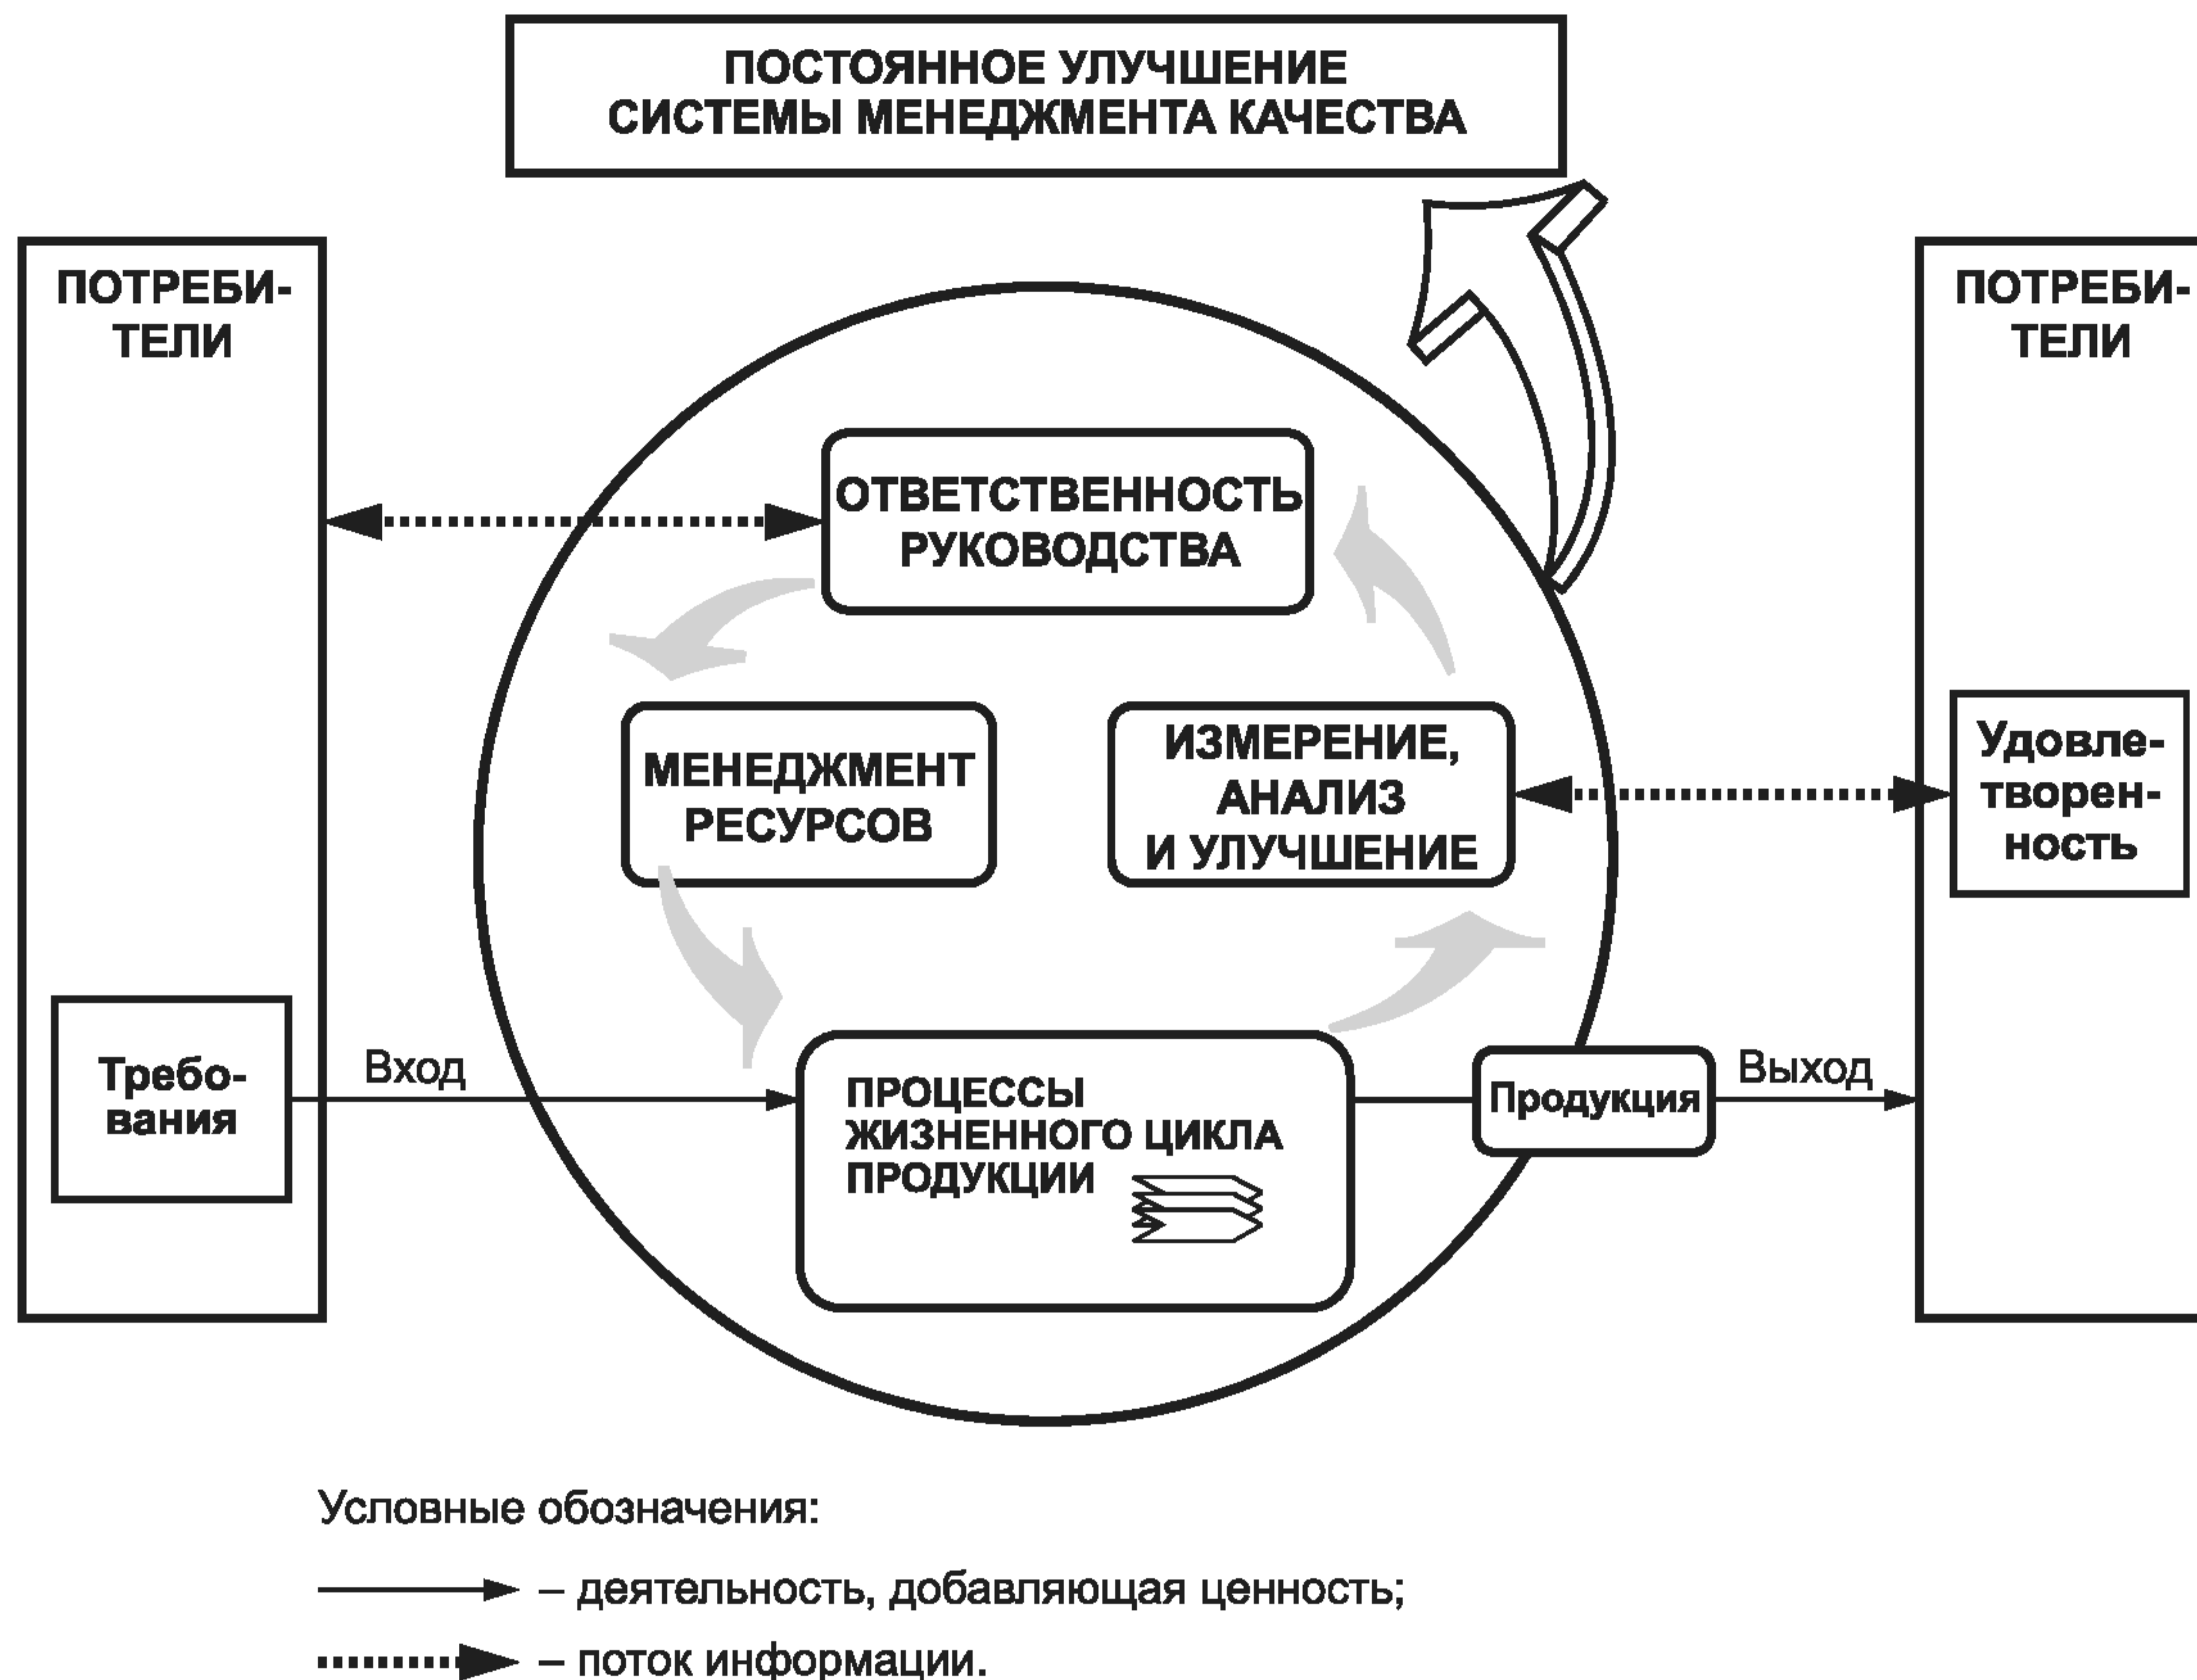 ПОСТОЯННОЕ УЛУЧШЕНИЕ
СИСТЕМЫ МЕНЕДЖМЕНТА КАЧЕСТВА
ПОТРЕБИ-
ТЕЛИ
ПОТРЕБИ-
ТЕЛИ
ОТВЕТСТВЕННОСТЬ
РУКОВОДСТВА
МЕНЕДЖМЕНТ
РЕСУРСОВ
ИЗМЕРЕНИЕ,
АНАЛИЗ
И УЛУЧШЕНИЕ
Удовле-
творен-
ность
Требо-
вания
Вход
ПРОЦЕССЫ
ЖИЗНЕННОГО ЦИКЛА
ПРОДУКЦИИ
Продукция
Выход
Условные обозначения:
– деятельность, добавляющая ценность;
– поток информации.